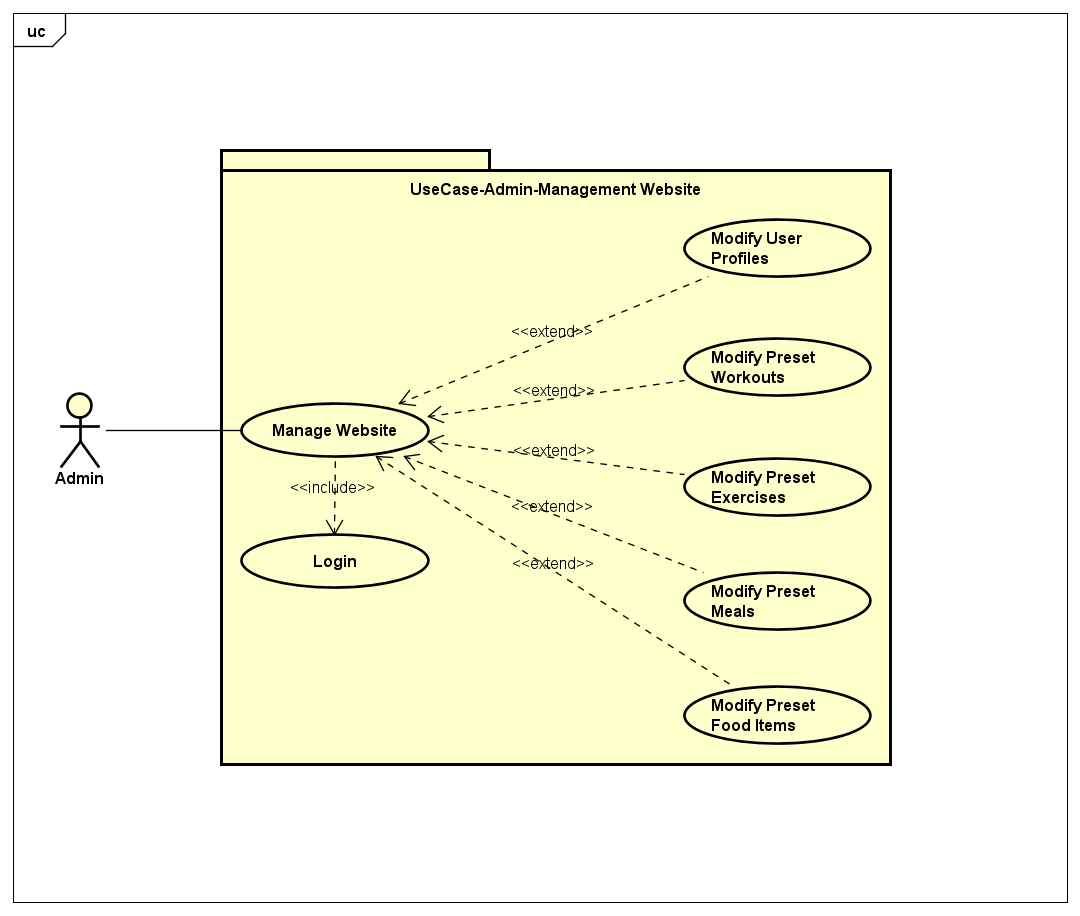 uc
UseCase-Admin-Management Website
Modify User
Profiles
<<extend>>
Modify Preset
Workouts
<<extend>>
Manage Website
Admin
<<extend>>
Modify Preset
Exercises
<<include>>
<<extend>>
Login
<<extend>>
Modify Preset
Meals
Modify Preset
Food Items